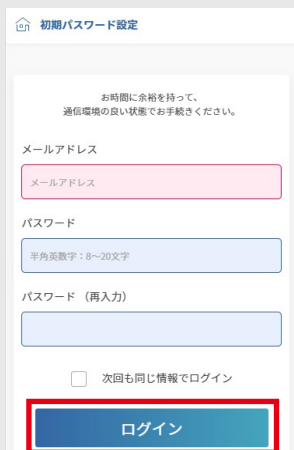 初期パスワード設定
お時間に余裕を持って、
通信環境の良い状態でお手続きください。
メールアドレス
メールアドレス
パスワード
半角英数字：8～20文字
パスワード （再入力）
次回も同じ情報でログイン
ログイン